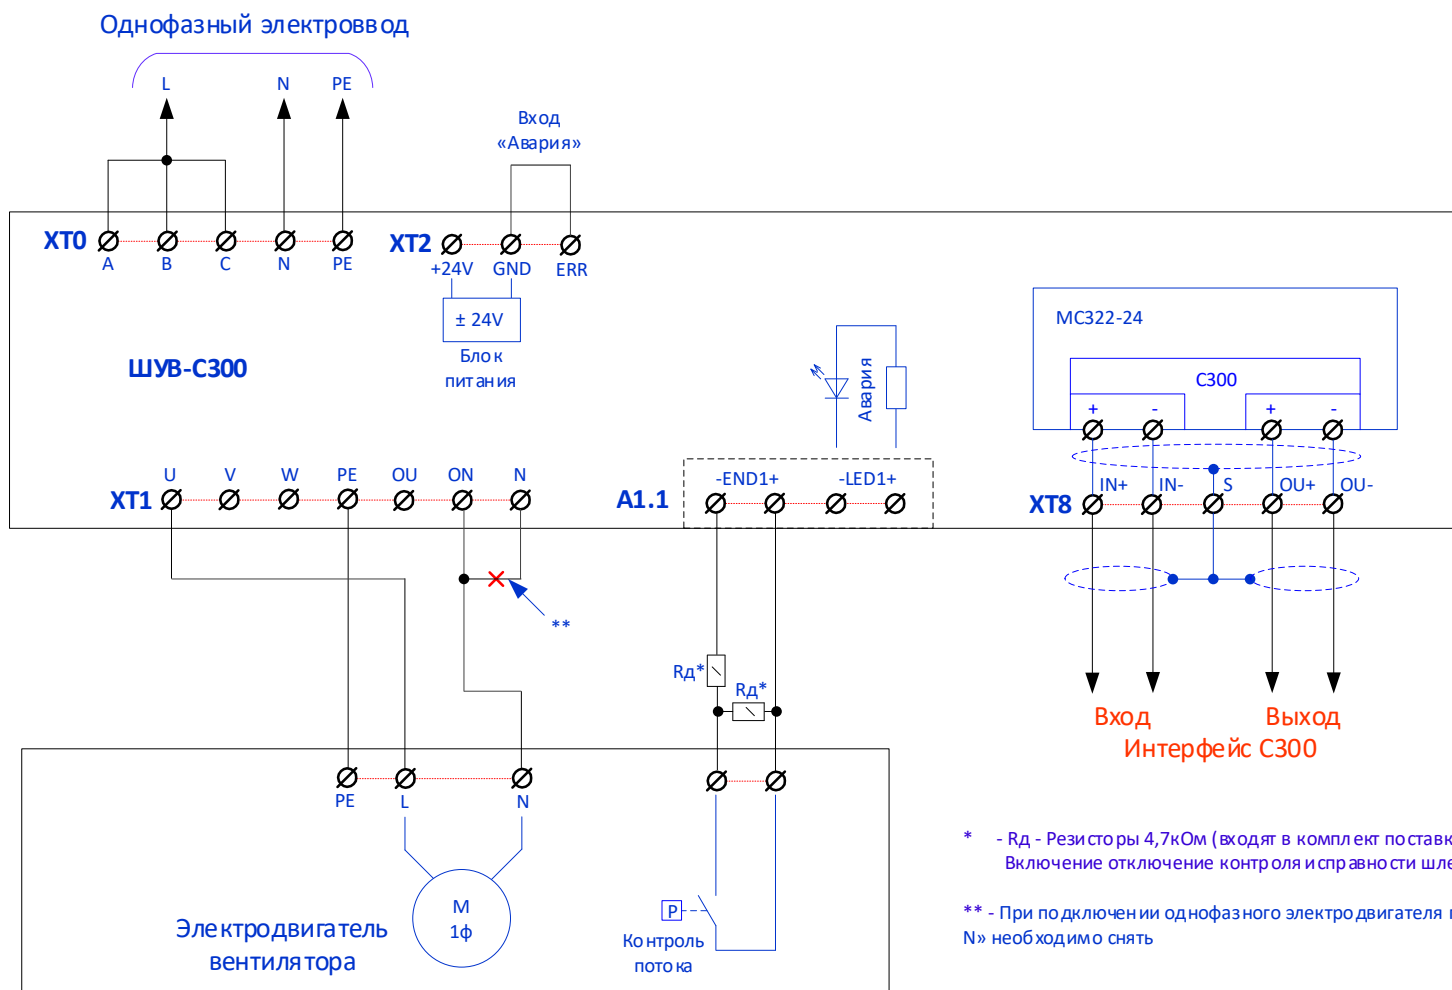 Однофазный электроввод
L N PE
Вход
«Авария»
XT0
A B C N PE
XT2
+24V GND ERR
± 24V
Блок
питания
ШУВ-С300
Авария
МС322-24
С300
+ - + -
U V W PE OU ON N
XT1
A1.1
-END1+ -LED1+
XT8
IN+ IN- S OU+ OU-
**
Rд*
Rд*
Вход Выход
Интерфейс С300
PE L N
М
1ф
Электродвигатель
вентилятора
P
Контроль
потока
* - Rд - Резисторы 4,7кОм (входят в комплект поставк
Включение отключение контроля исправности шле
** - При подключении однофазного электродвигателя
N» необходимо снять